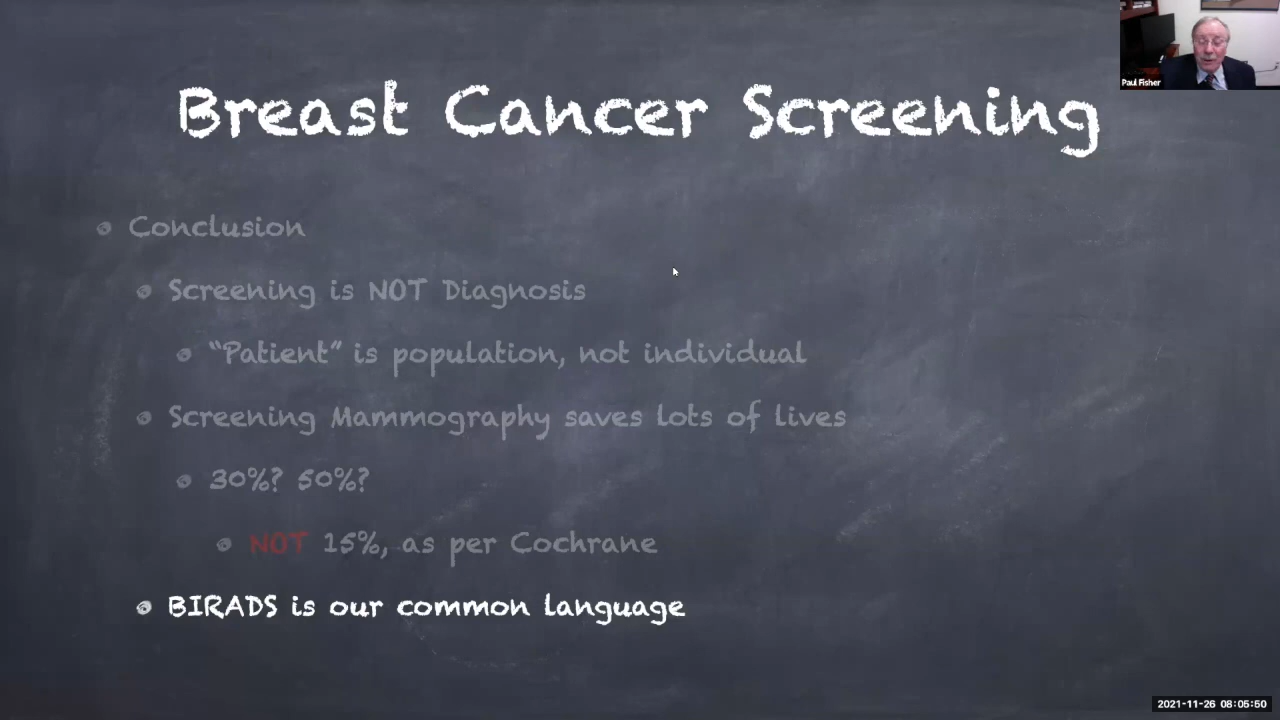 Paul Fisher
Breast Cancer Screening
Conclusion
Screening is NOT Diagnosis
"Patient" is population, not individual
Screening Mammography saves lots of lives
30%? 50%?
NOT 15%, as per Cochrane
BIRADS is our common language
2021-11-26 08:05:50